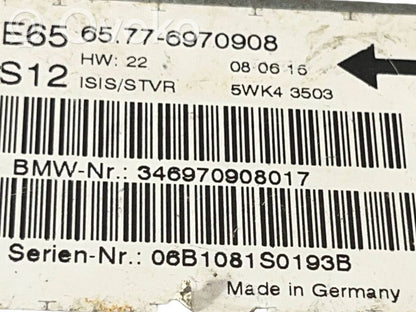 E65 65.77-6970908
S12 HW: 22 08 06 16
ISIS/STVR 5WK4 3503
BMW-Nr.: 346970908017
Serien-Nr.: 06B1081S0193B
Made in Germany